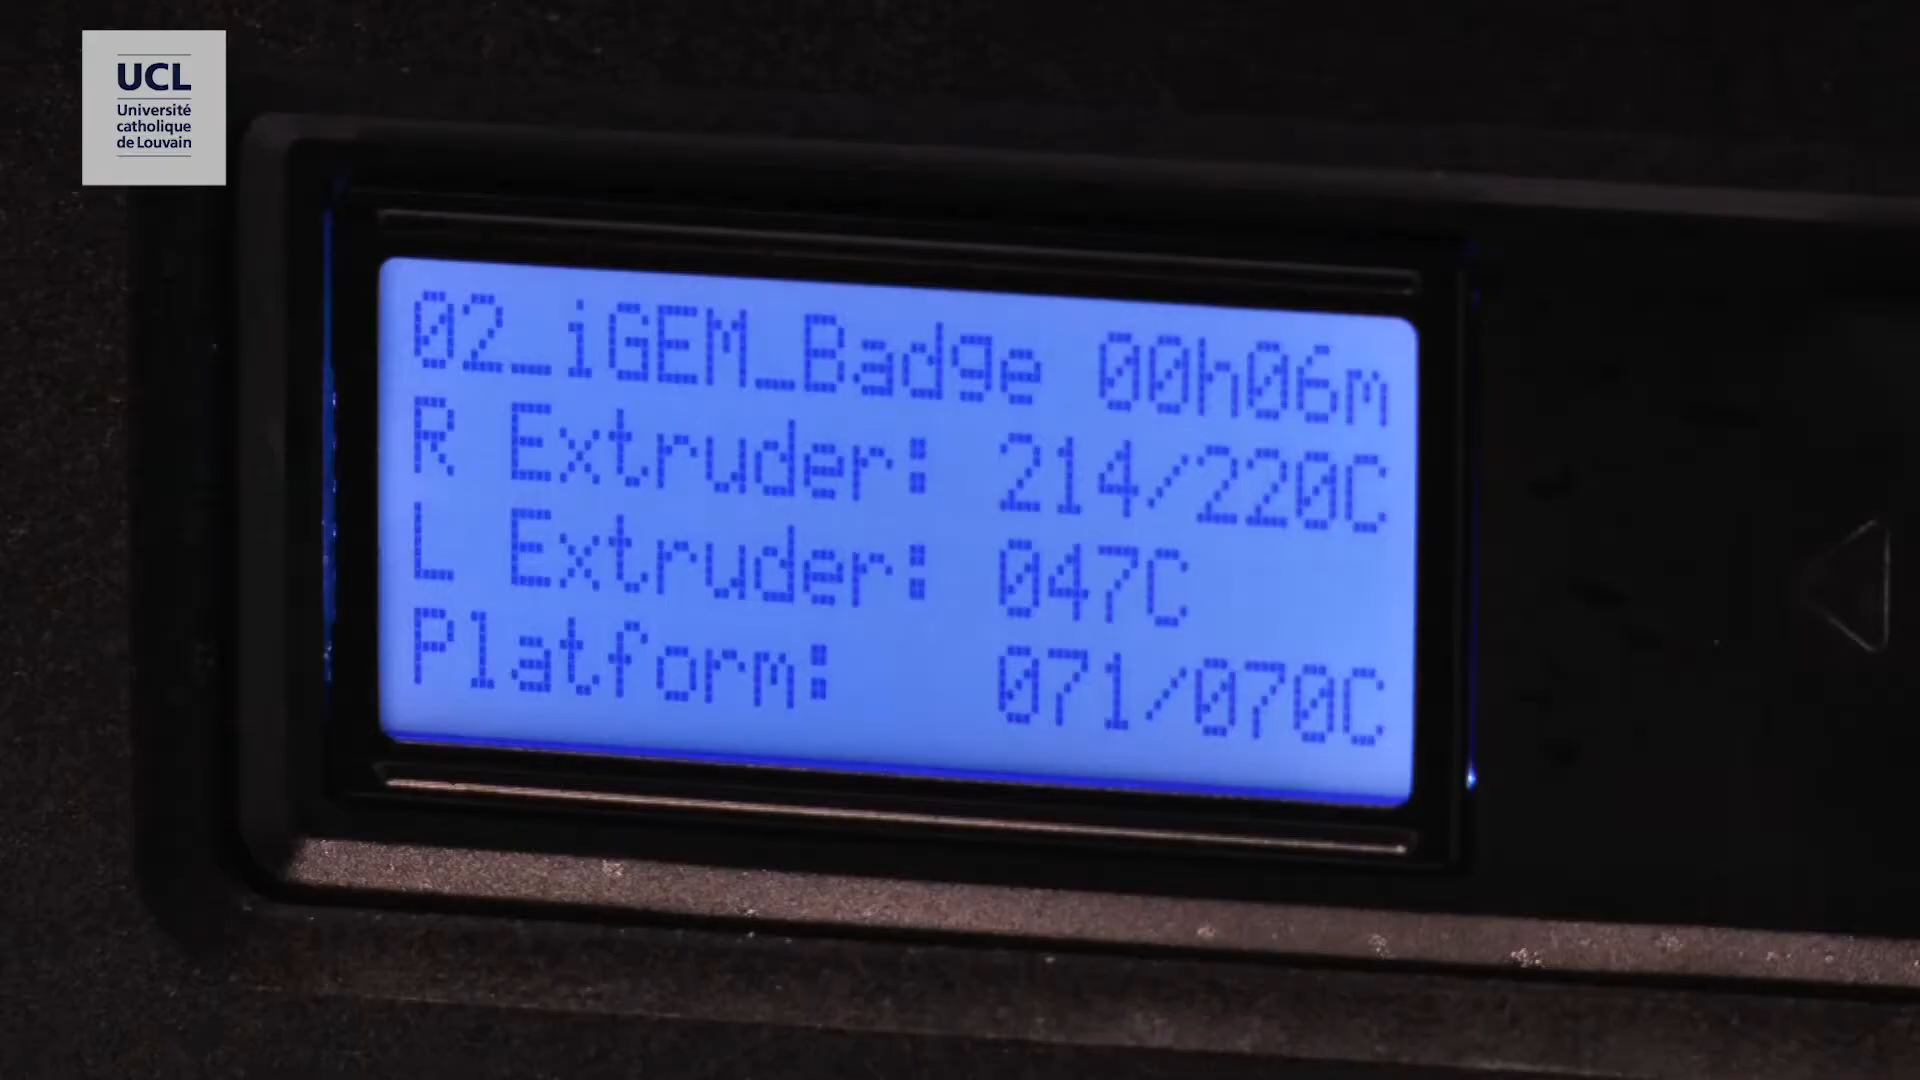 UCL
Université
catholique
de Louvain
02_iGEM_Badge 00h06m
R Extruder: 214/220C
L Extruder: 047C
Platform: 071/070C